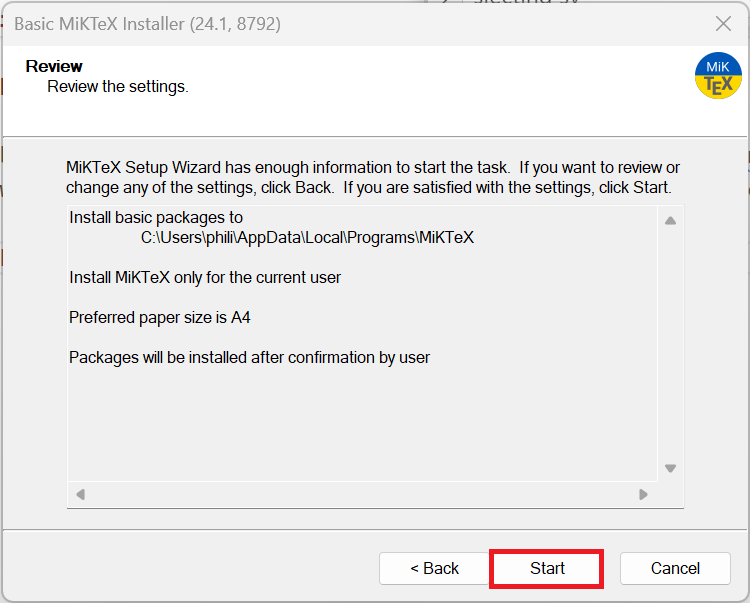 Basic MiKTeX Installer (24.1, 8792)
Review
Review the settings.
MiK
TEX
MiKTeX Setup Wizard has enough information to start the task.  If you want to review or
change any of the settings, click Back.  If you are satisfied with the settings, click Start.
Install basic packages to
C:\Users\phili\AppData\Local\Programs\MiKTeX
Install MiKTeX only for the current user
Preferred paper size is A4
Packages will be installed after confirmation by user
< Back
Start
Cancel